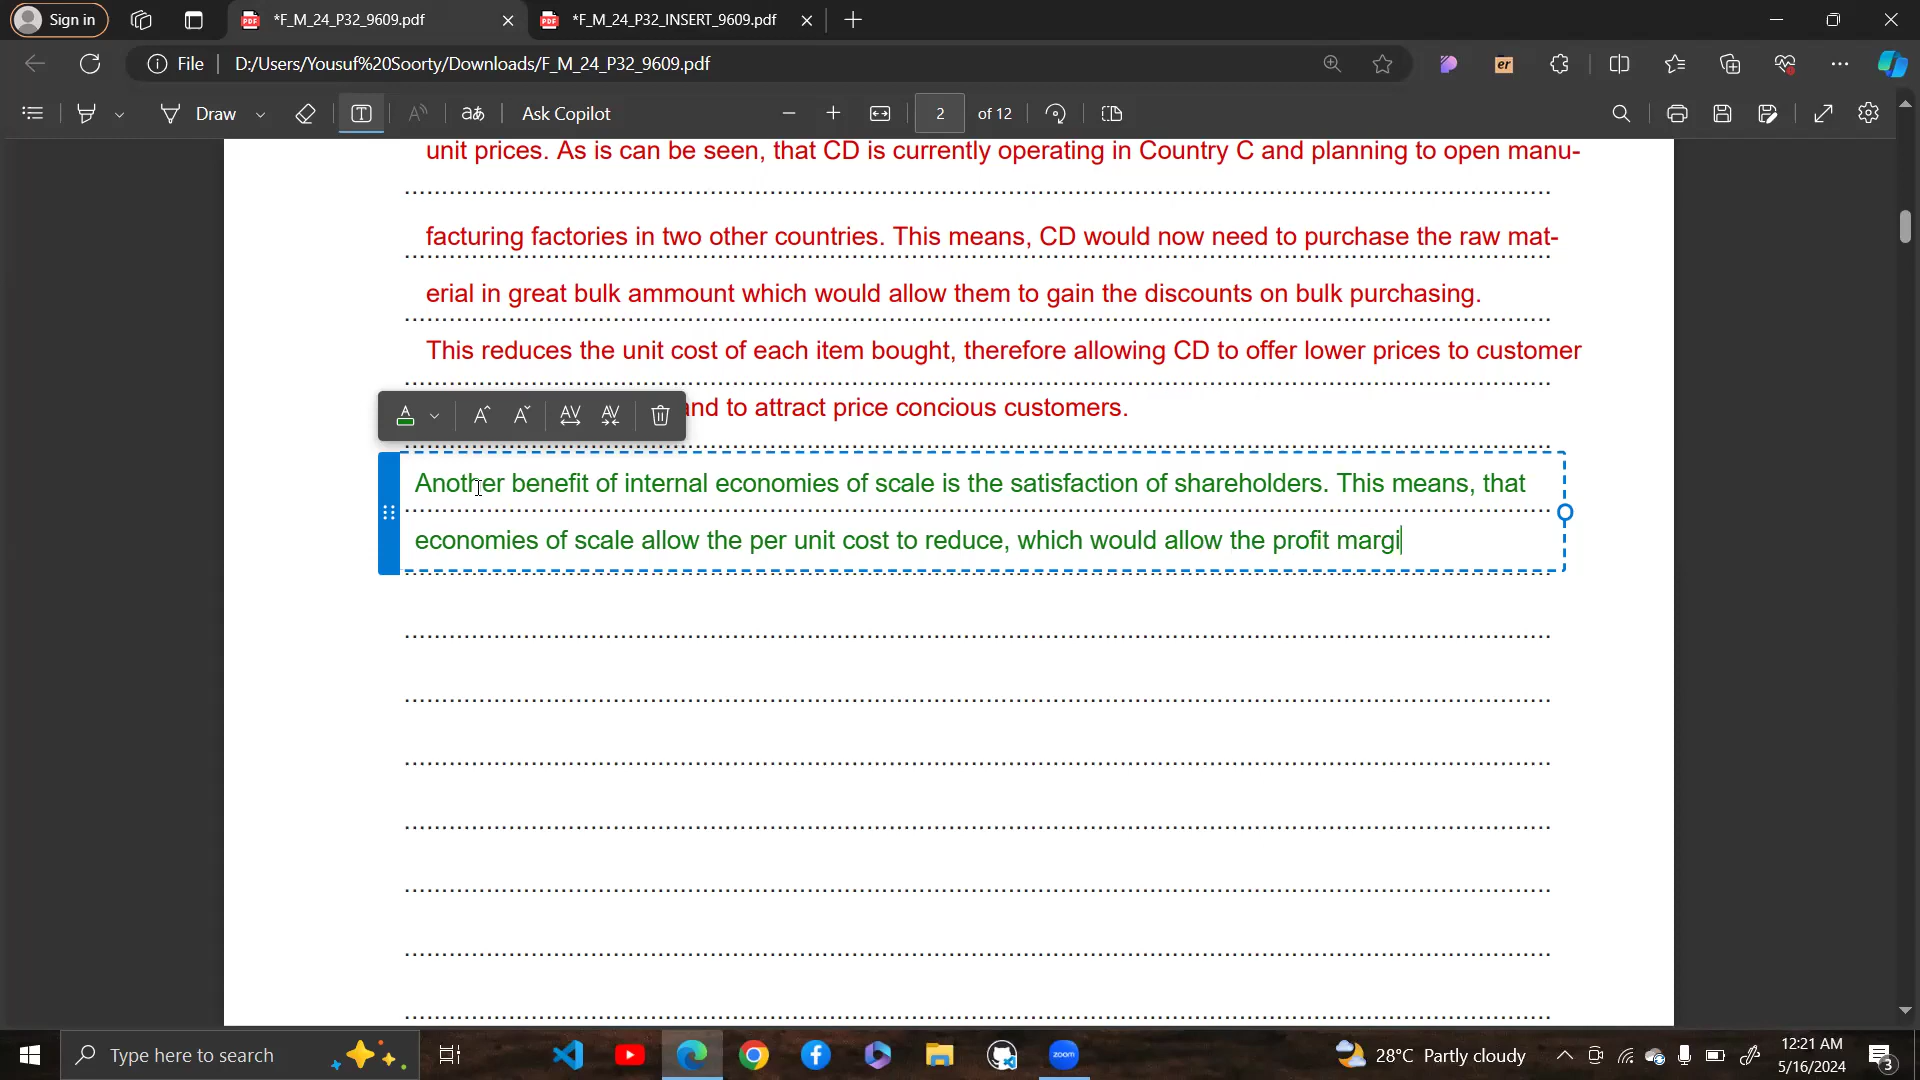 Sign in
*F_M_24_P32_9609.pdf
*F_M_24_P32_INSERT_9609.pdf
File
D:/Users/Yousuf%20Soorty/Downloads/F_M_24_P32_9609.pdf
er
Draw
aあ
Ask Copilot
2
of 12
unit prices. As is can be seen, that CD is currently operating in Country C and planning to open manu-
facturing factories in two other countries. This means, CD would now need to purchase the raw mat-
erial in great bulk ammount which would allow them to gain the discounts on bulk purchasing.
This reduces the unit cost of each item bought, therefore allowing CD to offer lower prices to customer
and to attract price concious customers.
Another benefit of internal economies of scale is the satisfaction of shareholders. This means, that
economies of scale allow the per unit cost to reduce, which would allow the profit margi
Type here to search
zoom
28°C Partly cloudy
12:21 AM
5/16/2024
3